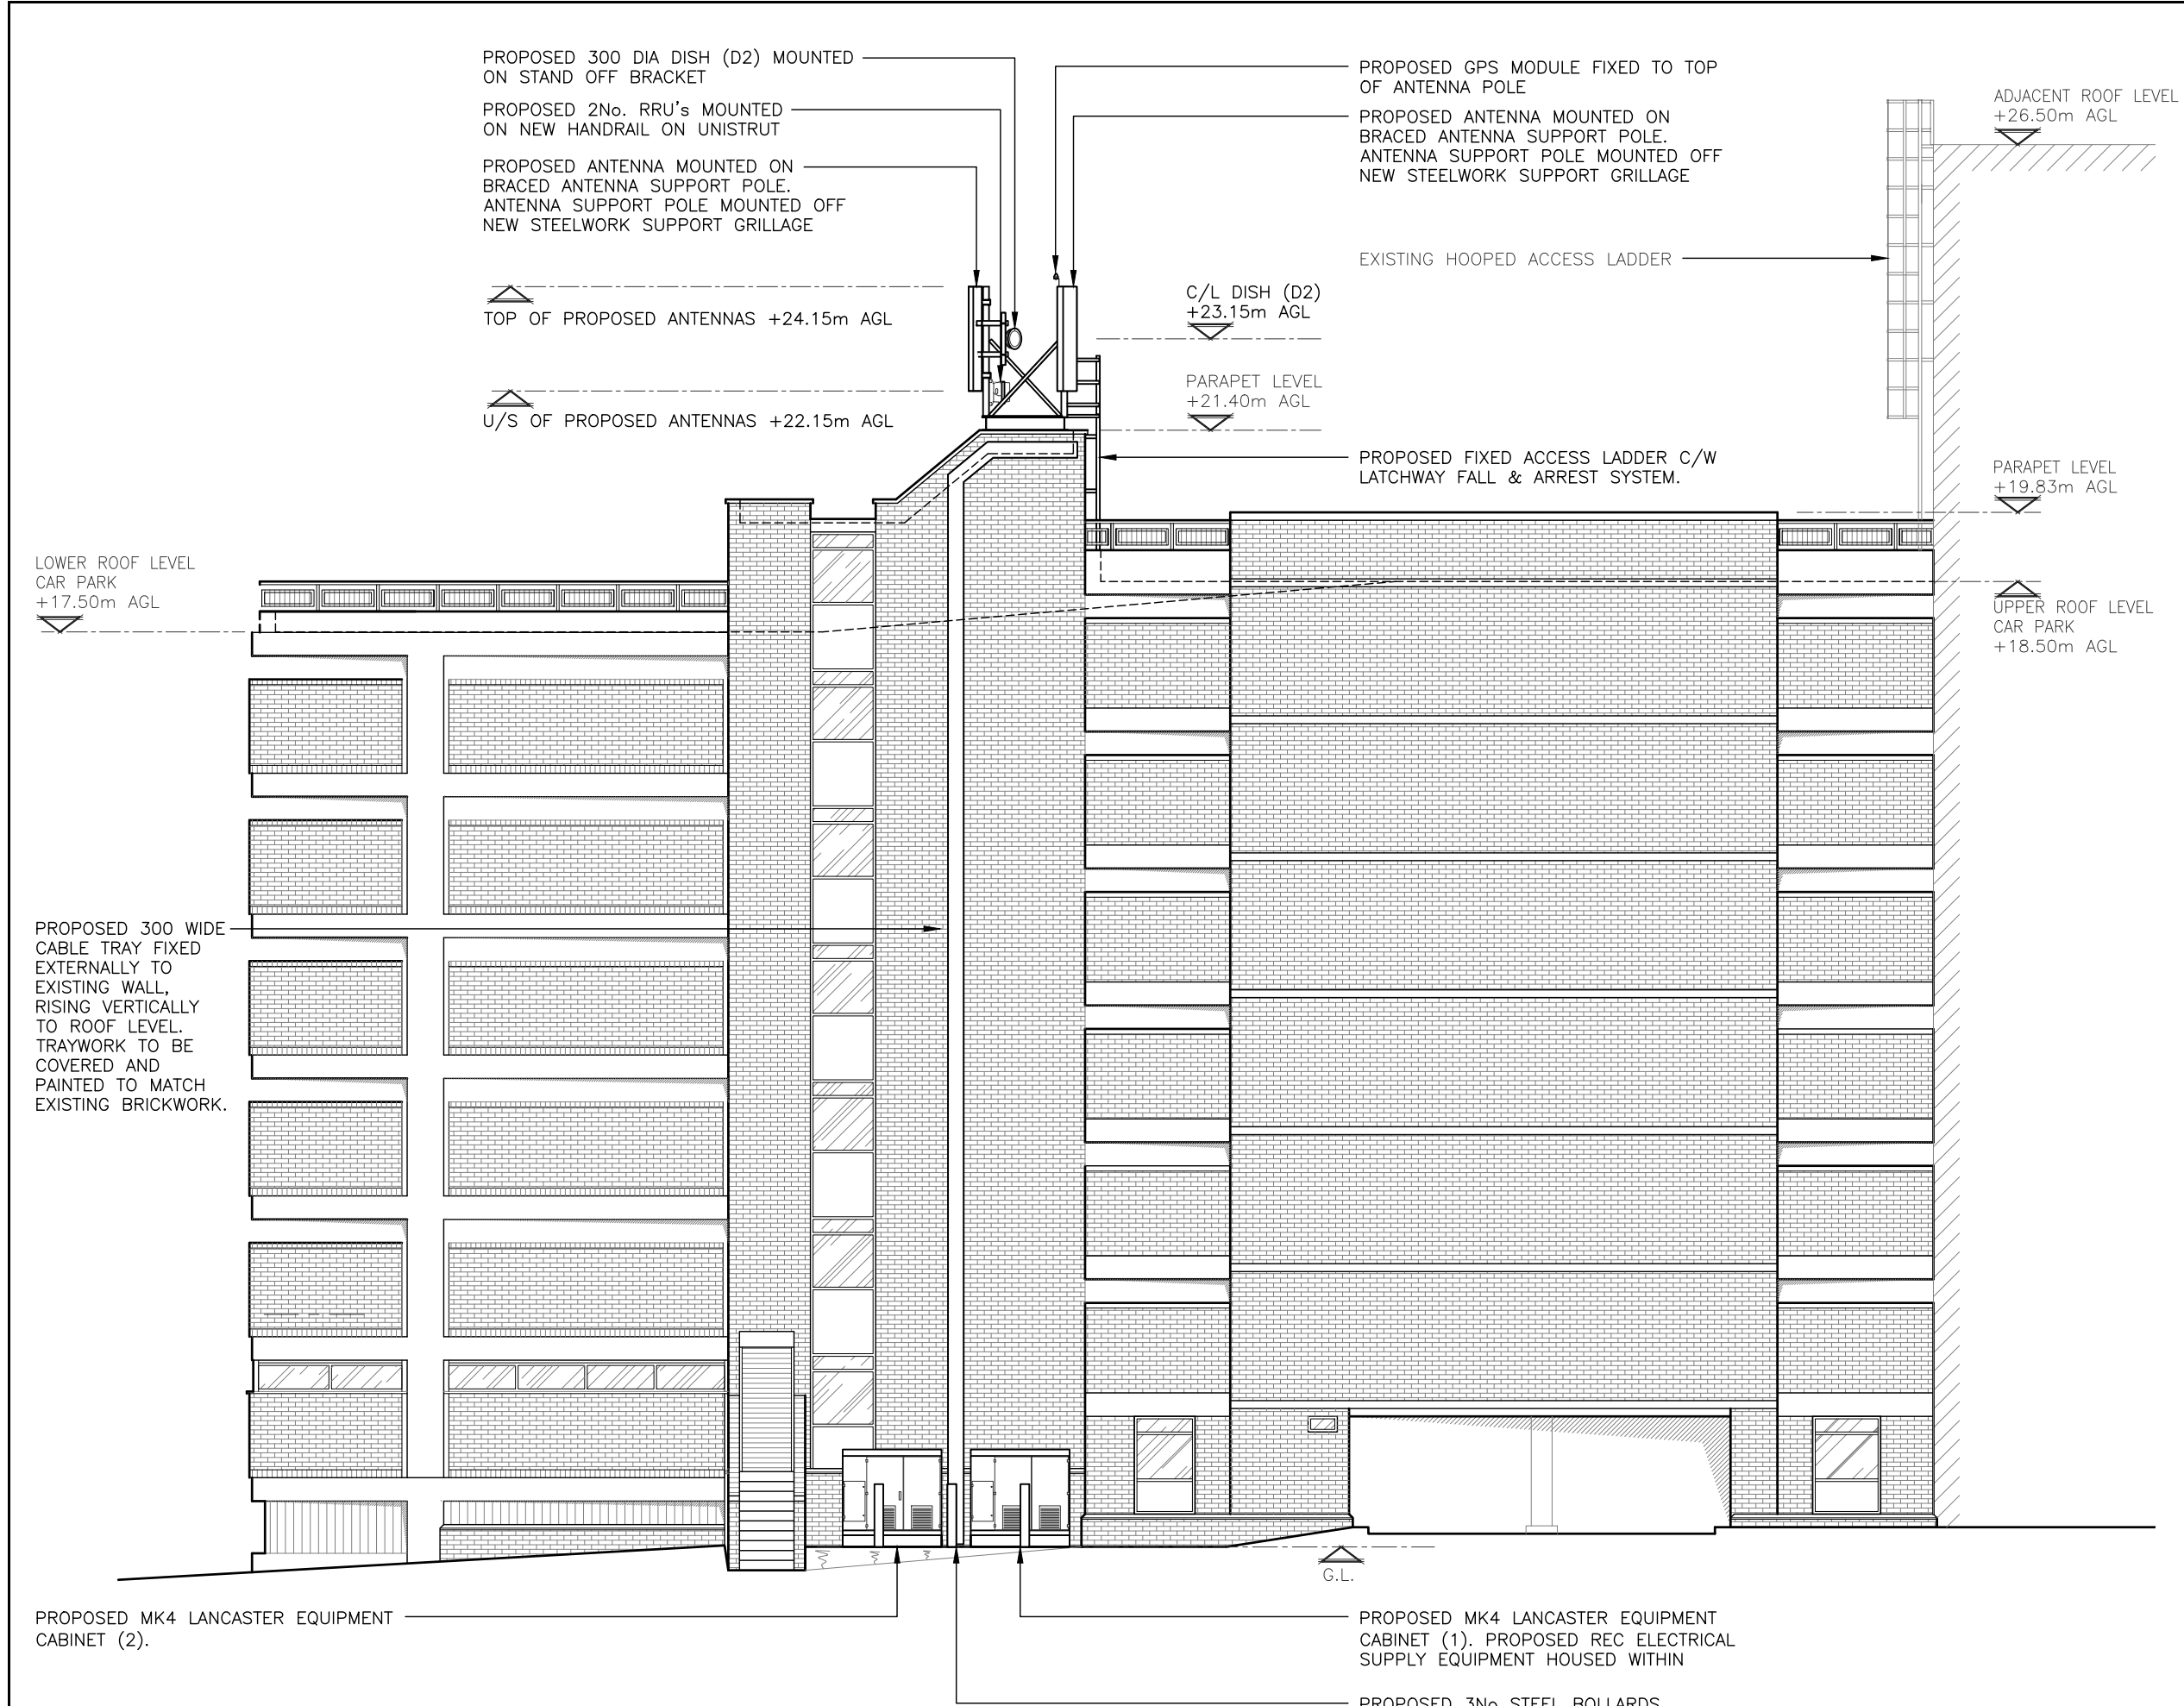 PROPOSED 300 DIA DISH (D2) MOUNTED
ON STAND OFF BRACKET
PROPOSED 2No. RRU's MOUNTED
ON NEW HANDRAIL ON UNISTRUT
PROPOSED ANTENNA MOUNTED ON
BRACED ANTENNA SUPPORT POLE.
ANTENNA SUPPORT POLE MOUNTED OFF
NEW STEELWORK SUPPORT GRILLAGE
PROPOSED GPS MODULE FIXED TO TOP
OF ANTENNA POLE
PROPOSED ANTENNA MOUNTED ON
BRACED ANTENNA SUPPORT POLE.
ANTENNA SUPPORT POLE MOUNTED OFF
NEW STEELWORK SUPPORT GRILLAGE
ADJACENT ROOF LEVEL
+26.50m AGL
EXISTING HOOPED ACCESS LADDER
TOP OF PROPOSED ANTENNAS +24.15m AGL
C/L DISH (D2)
+23.15m AGL
U/S OF PROPOSED ANTENNAS +22.15m AGL
PARAPET LEVEL
+21.40m AGL
PROPOSED FIXED ACCESS LADDER C/W
LATCHWAY FALL & ARREST SYSTEM.
PARAPET LEVEL
+19.83m AGL
LOWER ROOF LEVEL
CAR PARK
+17.50m AGL
UPPER ROOF LEVEL
CAR PARK
+18.50m AGL
PROPOSED 300 WIDE
CABLE TRAY FIXED
EXTERNALLY TO
EXISTING WALL,
RISING VERTICALLY
TO ROOF LEVEL.
TRAYWORK TO BE
COVERED AND
PAINTED TO MATCH
EXISTING BRICKWORK.
G.L.
PROPOSED MK4 LANCASTER EQUIPMENT
CABINET (2).
PROPOSED MK4 LANCASTER EQUIPMENT
CABINET (1). PROPOSED REC ELECTRICAL
SUPPLY EQUIPMENT HOUSED WITHIN
PROPOSED 3No STEEL BOLLARDS